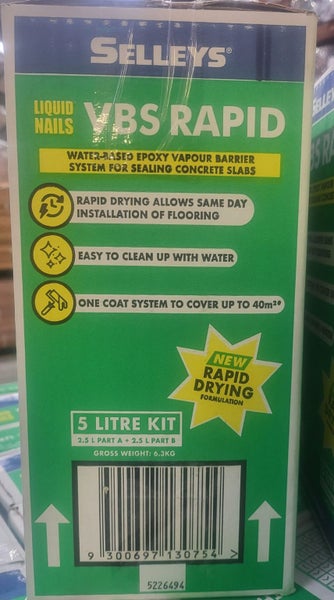 SELLEYS®
LIQUID NAILS
VBS RAPID
WATER-BASED EPOXY VAPOUR BARRIER
SYSTEM FOR SEALING CONCRETE SLABS
RAPID DRYING ALLOWS SAME DAY
INSTALLATION OF FLOORING
EASY TO CLEAN UP WITH WATER
ONE COAT SYSTEM TO COVER UP TO 40m²
NEW
RAPID
DRYING
FORMULATION
5 LITRE KIT
2.5 L PART A + 2.5 L PART B
GROSS WEIGHT: 6.3KG
9 300697 130754 >
5226494